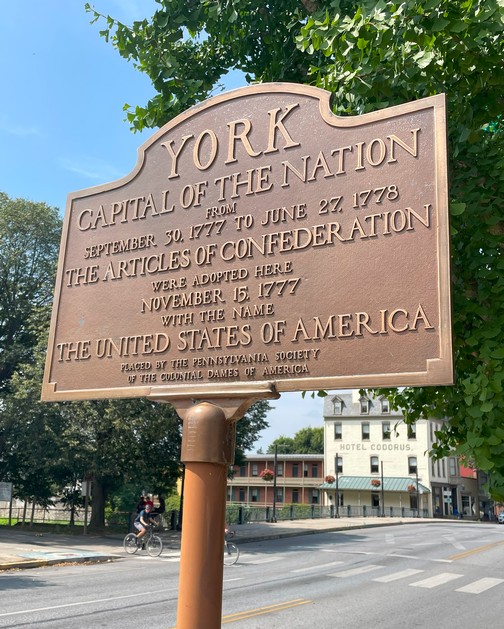 YORK
CAPITAL OF THE NATION
FROM
SEPTEMBER 30, 1777 TO JUNE 27, 1778
THE ARTICLES OF CONFEDERATION
WERE ADOPTED HERE
NOVEMBER 15, 1777
WITH THE NAME
THE UNITED STATES OF AMERICA
PLACED BY THE PENNSYLVANIA SOCIETY
OF THE COLONIAL DAMES OF AMERICA
HOTEL CODORUS.